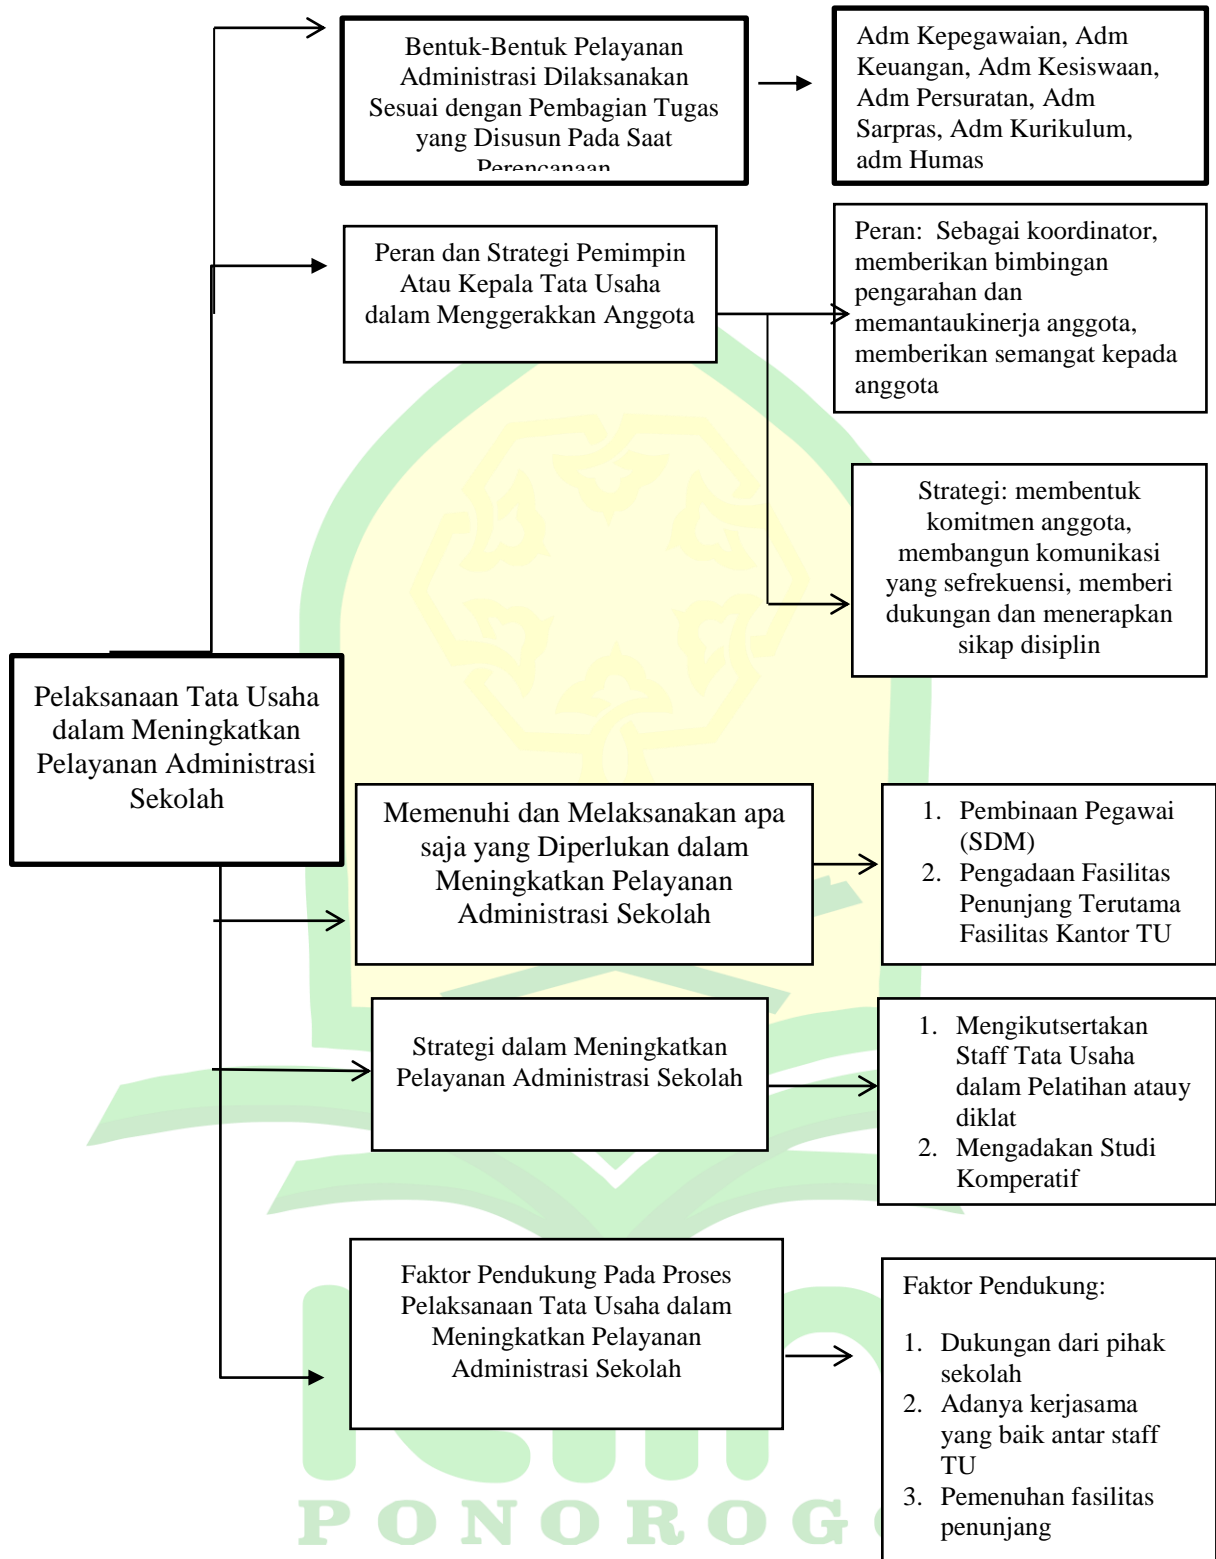 Bentuk-Bentuk Pelayanan
Administrasi Dilaksanakan
Sesuai dengan Pembagian Tugas
yang Disusun Pada Saat
Perencanaan
Adm Kepegawaian, Adm
Keuangan, Adm Kesiswaan,
Adm Persuratan, Adm
Sarpras, Adm Kurikulum,
adm Humas
Peran dan Strategi Pemimpin
Atau Kepala Tata Usaha
dalam Menggerakkan Anggota
Peran:  Sebagai koordinator,
memberikan bimbingan
pengarahan dan
memantaukinerja anggota,
memberikan semangat kepada
anggota
Strategi: membentuk
komitmen anggota,
membangun komunikasi
yang sefrekuensi, memberi
dukungan dan menerapkan
sikap disiplin
Pelaksanaan Tata Usaha
dalam Meningkatkan
Pelayanan Administrasi
Sekolah
Memenuhi dan Melaksanakan apa
saja yang Diperlukan dalam
Meningkatkan Pelayanan
Administrasi Sekolah
1. Pembinaan Pegawai
(SDM)
2. Pengadaan Fasilitas
Penunjang Terutama
Fasilitas Kantor TU
Strategi dalam Meningkatkan
Pelayanan Administrasi Sekolah
1. Mengikutsertakan
Staff Tata Usaha
dalam Pelatihan atauy
diklat
2. Mengadakan Studi
Komperatif
Faktor Pendukung Pada Proses
Pelaksanaan Tata Usaha dalam
Meningkatkan Pelayanan
Administrasi Sekolah
Faktor Pendukung:
1. Dukungan dari pihak
sekolah
2. Adanya kerjasama
yang baik antar staff
TU
3. Pemenuhan fasilitas
penunjang
PONOROG